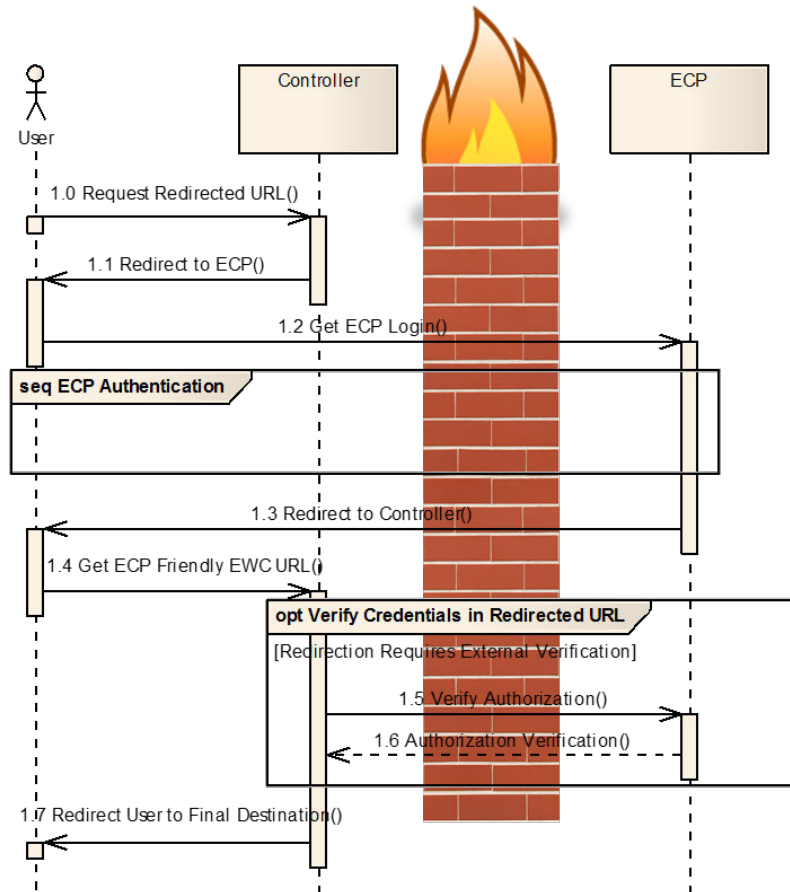 User
Controller
ECP
1.0 Request Redirected URL()
1.1 Redirect to ECP()
1.2 Get ECP Login()
seq ECP Authentication
1.3 Redirect to Controller()
1.4 Get ECP Friendly EWC URL()
opt Verify Credentials in Redirected URL
[Redirection Requires External Verification]
1.5 Verify Authorization()
1.6 Authorization Verification()
1.7 Redirect User to Final Destination()